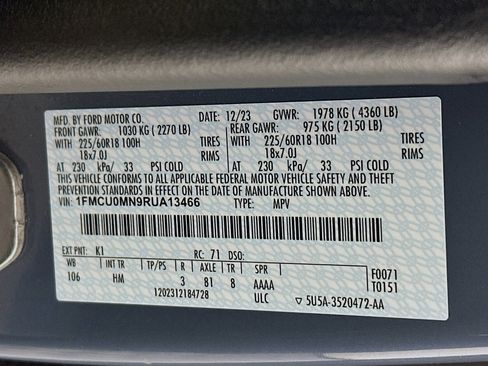 MFD. BY FORD MOTOR CO. DATE: 12/23 GVWR: 1978 KG ( 4360 LB)
FRONT GAWR: 1030 KG ( 2270 LB) REAR GAWR: 975 KG ( 2150 LB)
WITH 225/60R18 100H TIRES WITH 225/60R18 100H TIRES
18x7.0J RIMS 18x7.0J RIMS
AT 230 kPa/ 33 PSI COLD AT 230 kPa/ 33 PSI COLD
THIS VEHICLE CONFORMS TO ALL APPLICABLE FEDERAL MOTOR VEHICLE SAFETY AND THEFT
PREVENTION STANDARDS IN EFFECT ON THE DATE OF MANUFACTURE SHOWN ABOVE.
VIN: 1FMCU0MN9RUA13466 TYPE: MPV
EXT PNT: K1 RC: 71 DSO: F0071
WB INT TR TP/PS R AXLE TR SPR T0151
106 HM 3 81 8 AAAA
1202312184728 ULC ▽ 5U5A-3520472-AA